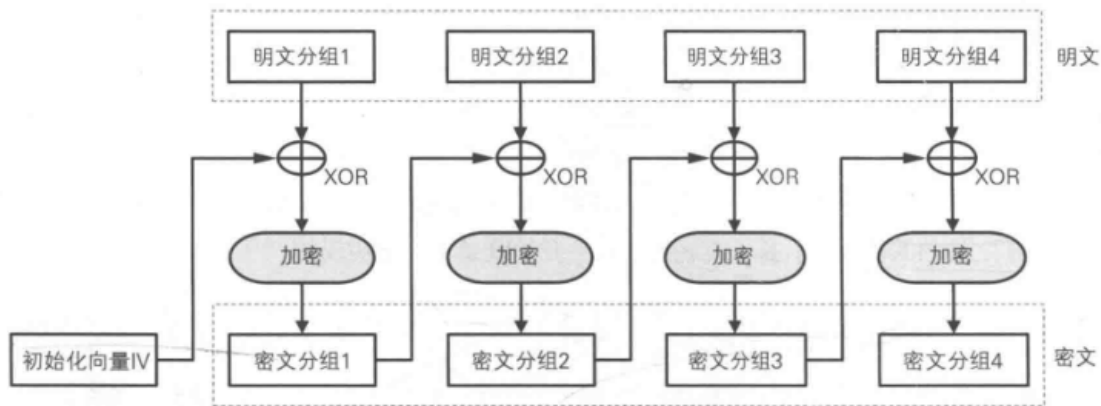 明文分组1 明文分组2 明文分组3 明文分组4 明文
XOR XOR XOR XOR
加密 加密 加密 加密
初始化向量IV 密文分组1 密文分组2 密文分组3 密文分组4 密文